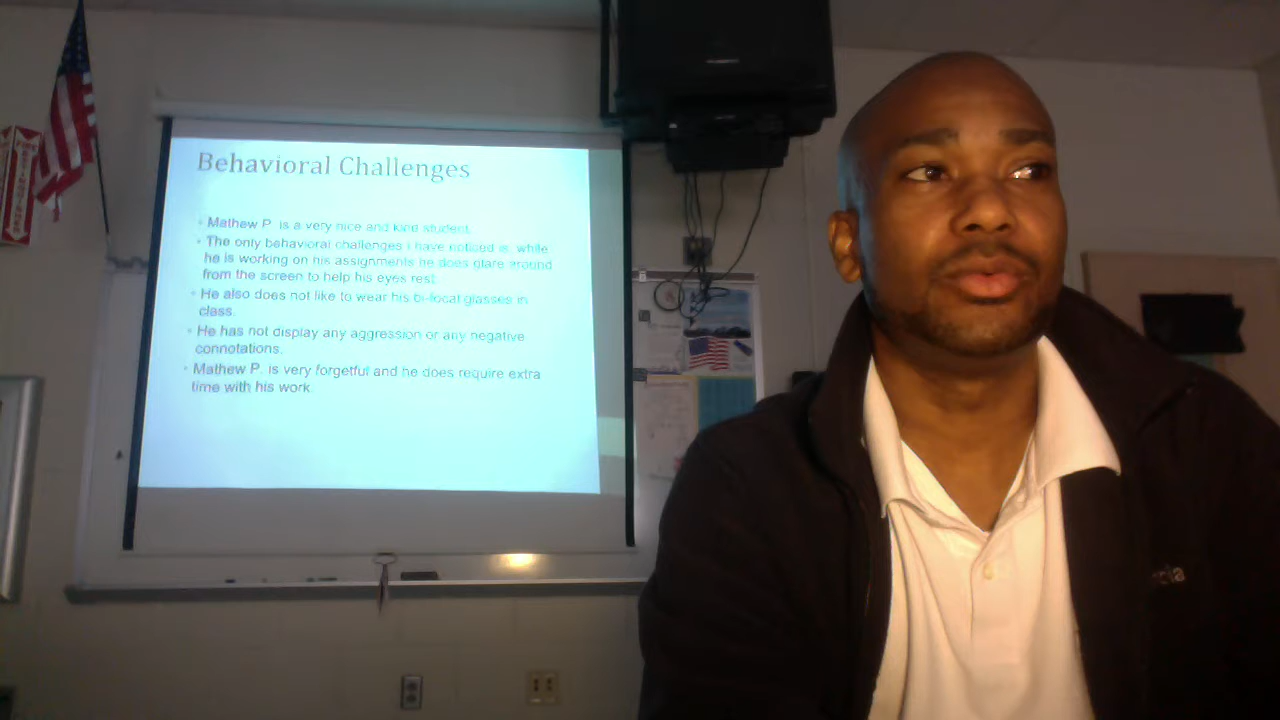 Behavioral Challenges
Mathew P. is a very nice and kind student.
The only behavioral challenges I have noticed is, while
he is working on his assignments he does glare around
from the screen to help his eyes rest.
He also does not like to wear his bi-focal glasses in
class.
He has not display any aggression or any negative
connotations.
Mathew P. is very forgetful and he does require extra
time with his work.